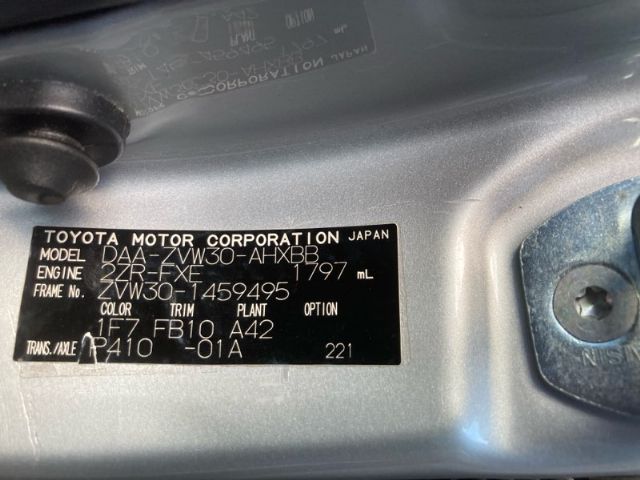 TOYOTA MOTOR CORPORATION JAPAN
MODEL DAA-ZVW30-AHXBB
ENGINE 2ZR-FXE 1797 mL
FRAME No. ZVW30-1459495
COLOR TRIM PLANT OPTION
1F7 FB10 A42
TRANS./AXLE P410 -01A 221